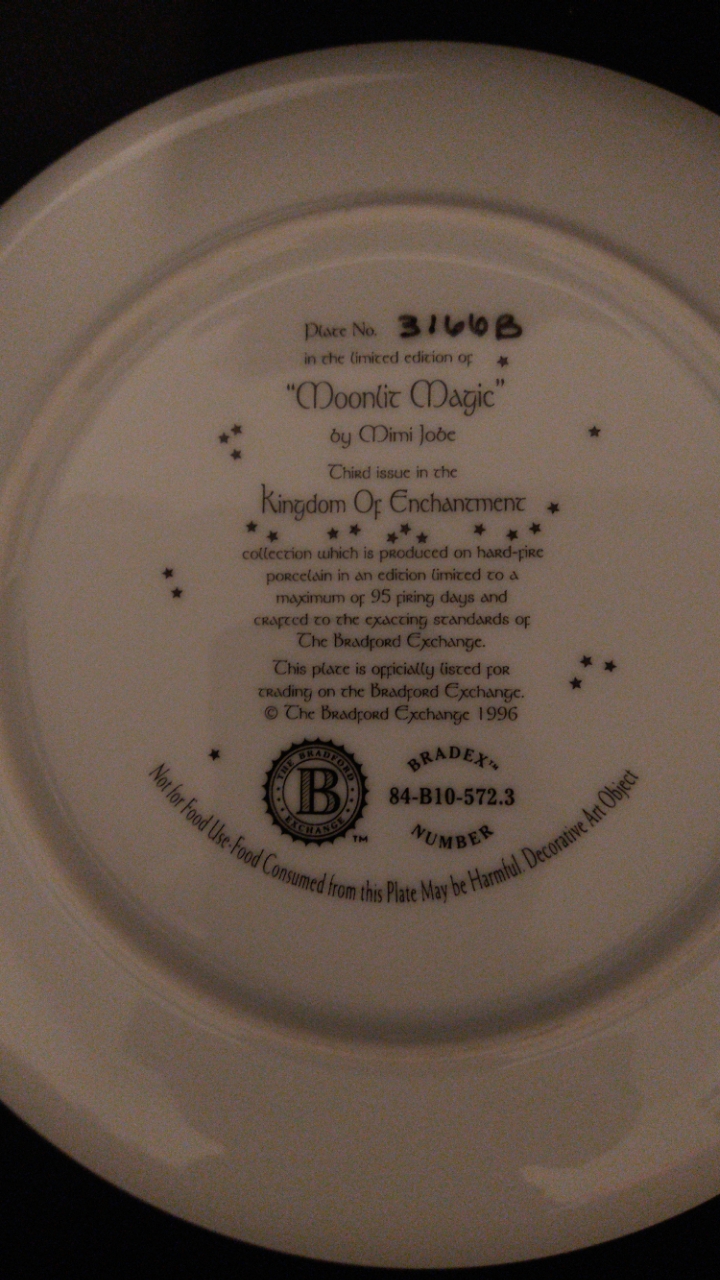 Plate No. 3166B
in the limited edition of
"Moonlit Magic"
by Mimi Jobe
Third issue in the
Kingdom Of Enchantment
collection which is produced on hard-fire
porcelain in an edition limited to a
maximum of 95 firing days and
crafted to the exacting standards of
The Bradford Exchange.
This plate is officially listed for
trading on the Bradford Exchange.
© The Bradford Exchange 1996
THE BRADFORD
B
EXCHANGE
TM
BRADEX™
84-B10-572.3
NUMBER
Not for Food Use-Food Consumed from this Plate May be Harmful. Decorative Art Object